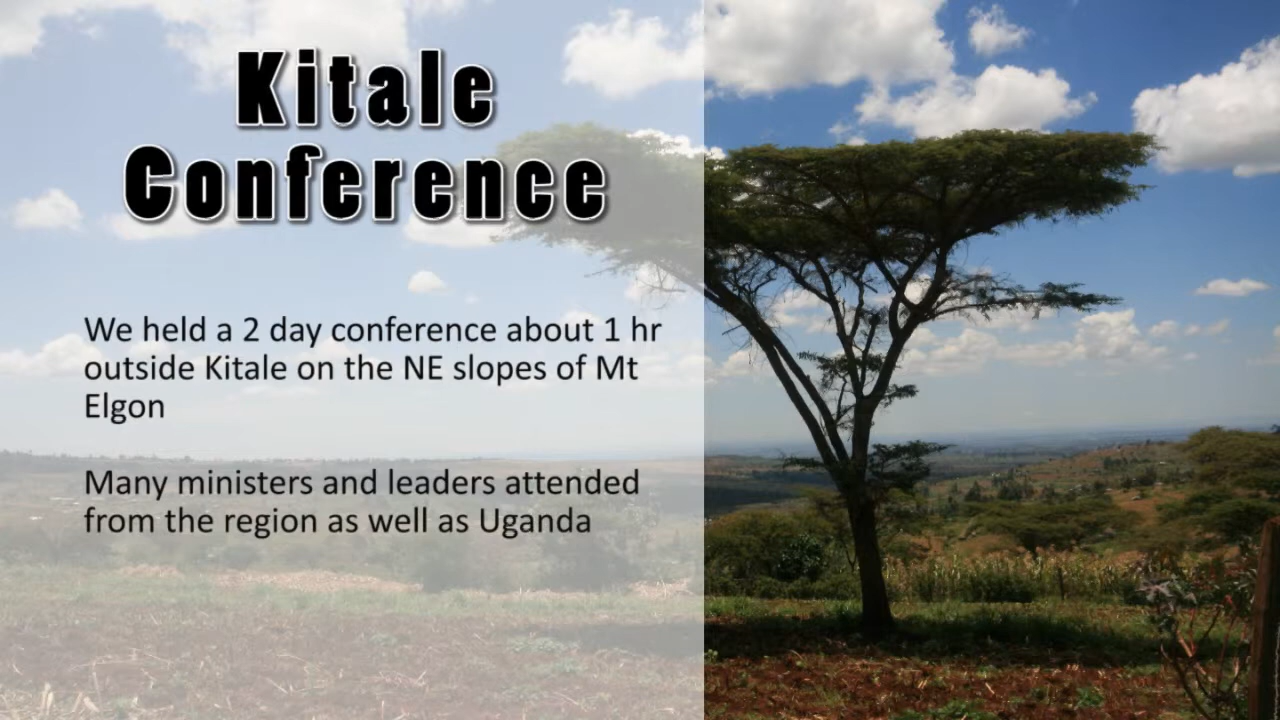 Kitale
Conference
We held a 2 day conference about 1 hr
outside Kitale on the NE slopes of Mt
Elgon
Many ministers and leaders attended
from the region as well as Uganda